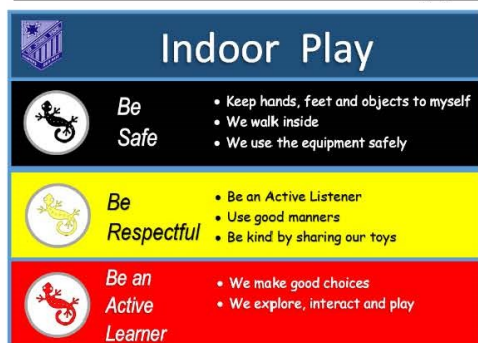 Indoor Play
Be
Safe
• Keep hands, feet and objects to myself
• We walk inside
• We use the equipment safely
Be
Respectful
• Be an Active Listener
• Use good manners
• Be kind by sharing our toys
Be an
Active
Learner
• We make good choices
• We explore, interact and play